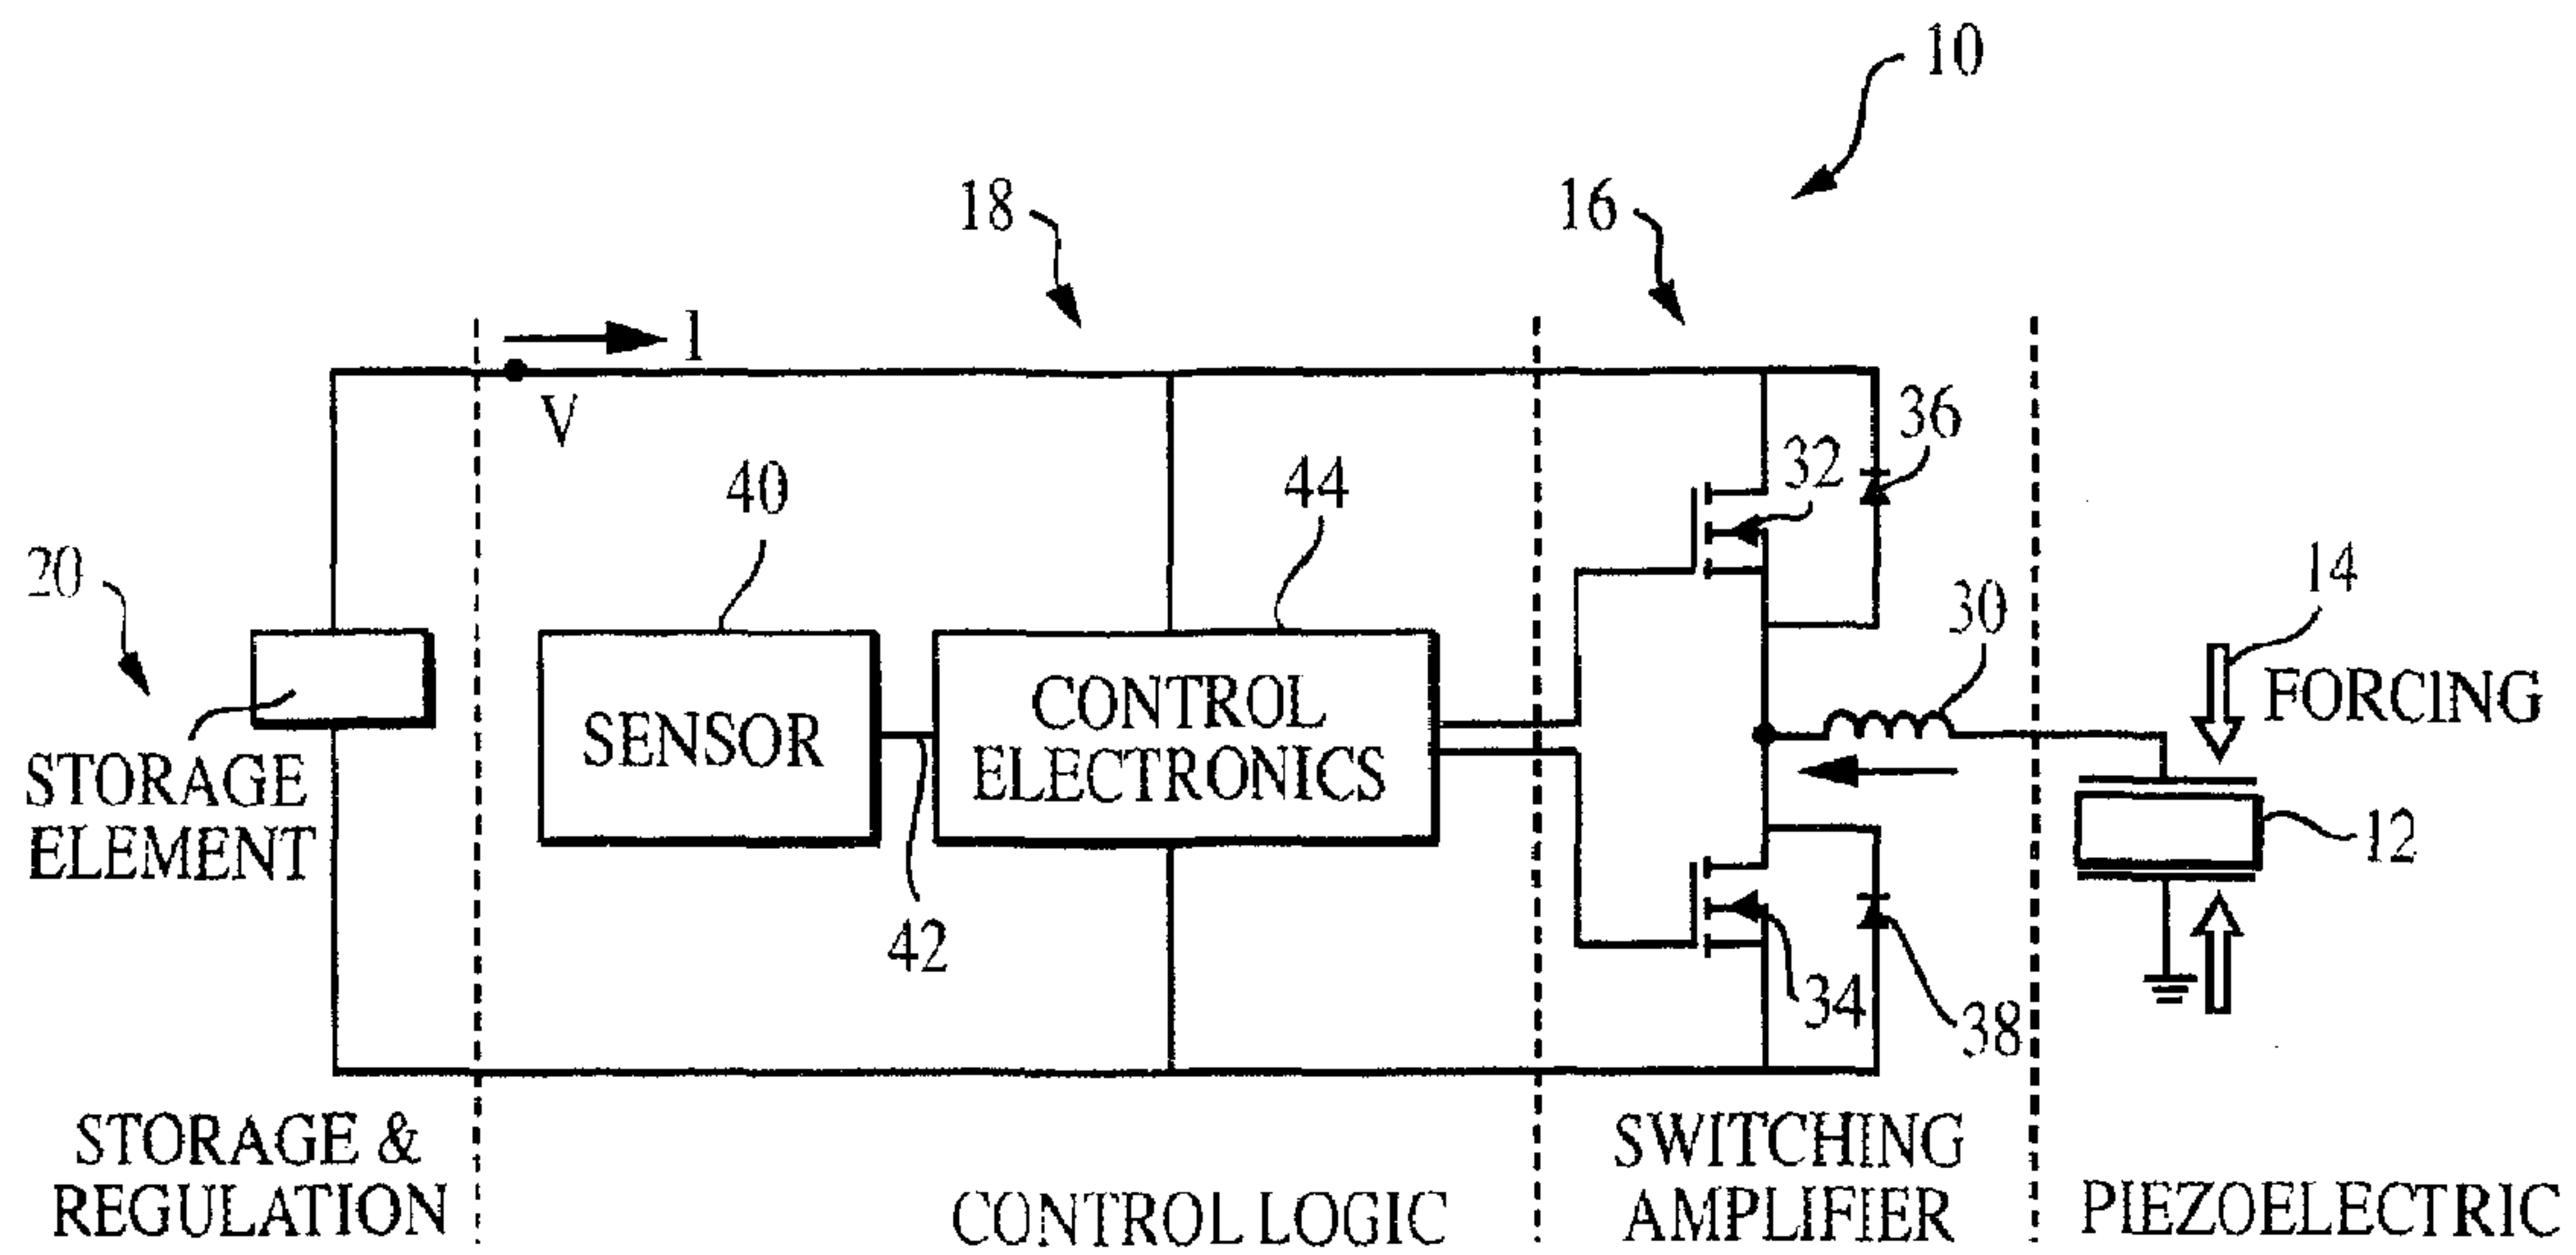 10
18
16
I
V
36
32
40
44
20
14
30
FORCING
SENSOR
CONTROL
ELECTRONICS
STORAGE
ELEMENT
12
42
34
38
STORAGE &
REGULATION
CONTROL LOGIC
SWITCHING
AMPLIFIER
PIEZOELECTRIC